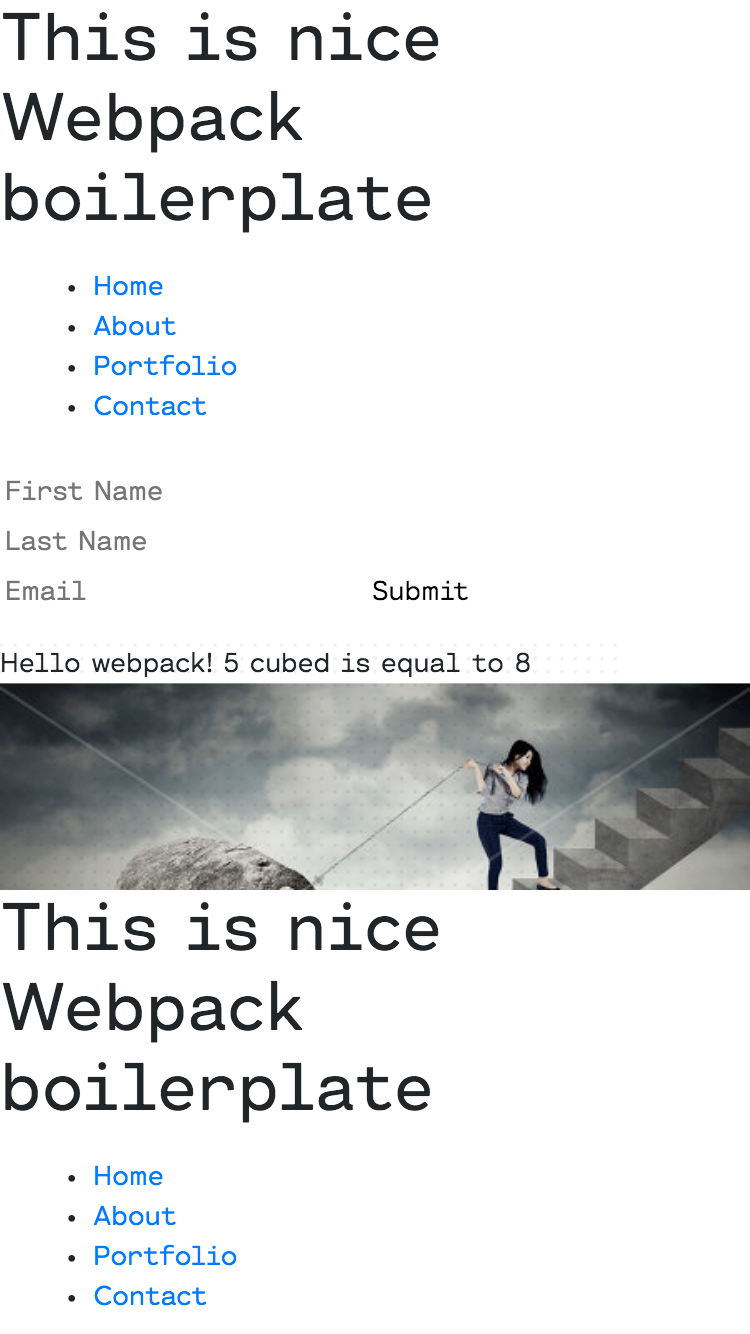 This is nice
Webpack
boilerplate
Home
About
Portfolio
Contact
First Name
Last Name
Email Submit
Hello webpack! 5 cubed is equal to 8
This is nice
Webpack
boilerplate
Home
About
Portfolio
Contact